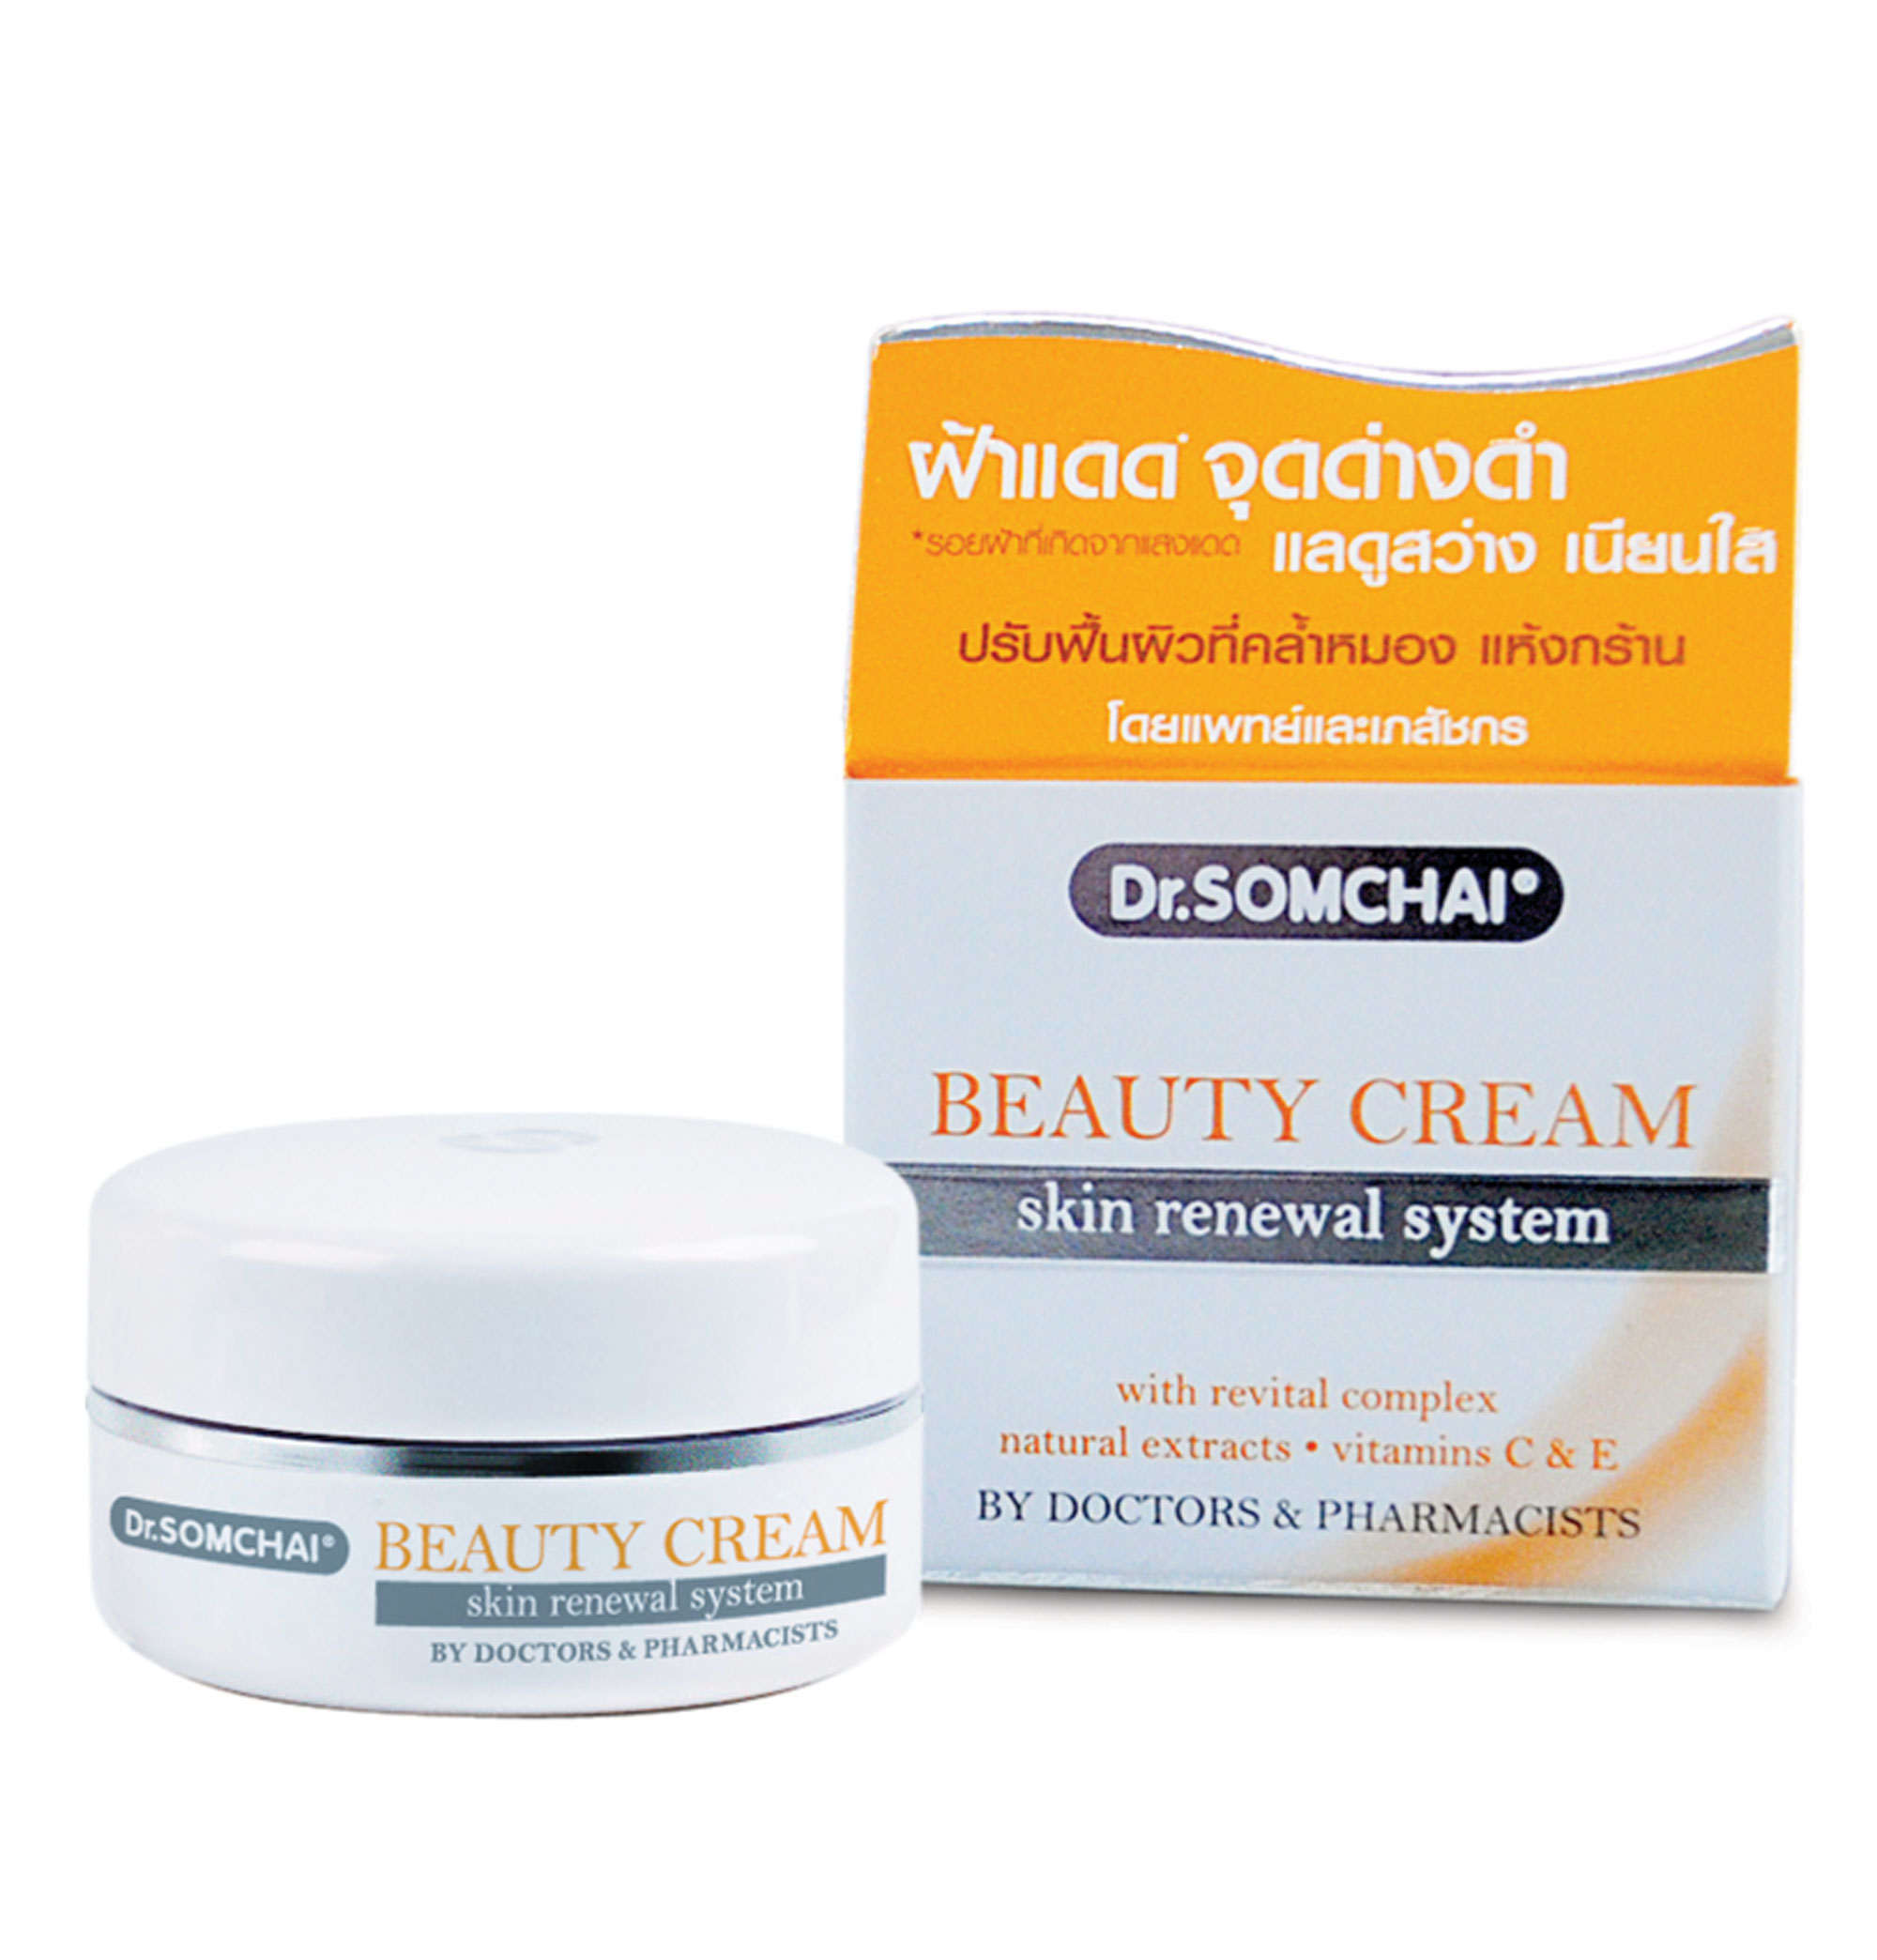 ฝ้าแดด* จุดด่างดำ
*รอยฝ้าที่เกิดจากแสงแดด แลดูสว่าง เนียนใส
ปรับฟื้นผิวที่คล้ำหมอง แห้งกร้าน
โดยแพทย์และเภสัชกร
Dr.SOMCHAI®
BEAUTY CREAM
skin renewal system
with revital complex
natural extracts • vitamins C & E
BY DOCTORS & PHARMACISTS
Dr.SOMCHAI®
BEAUTY CREAM
skin renewal system
BY DOCTORS & PHARMACISTS